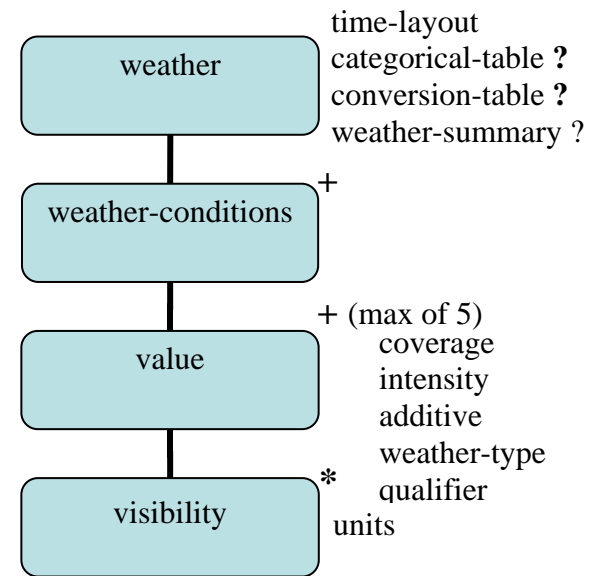 time-layout
weather
categorical-table ?
conversion-table ?
weather-summary ?
+
weather-conditions
+ (max of 5)
coverage
value
intensity
additive
weather-type
*
qualifier
visibility
units